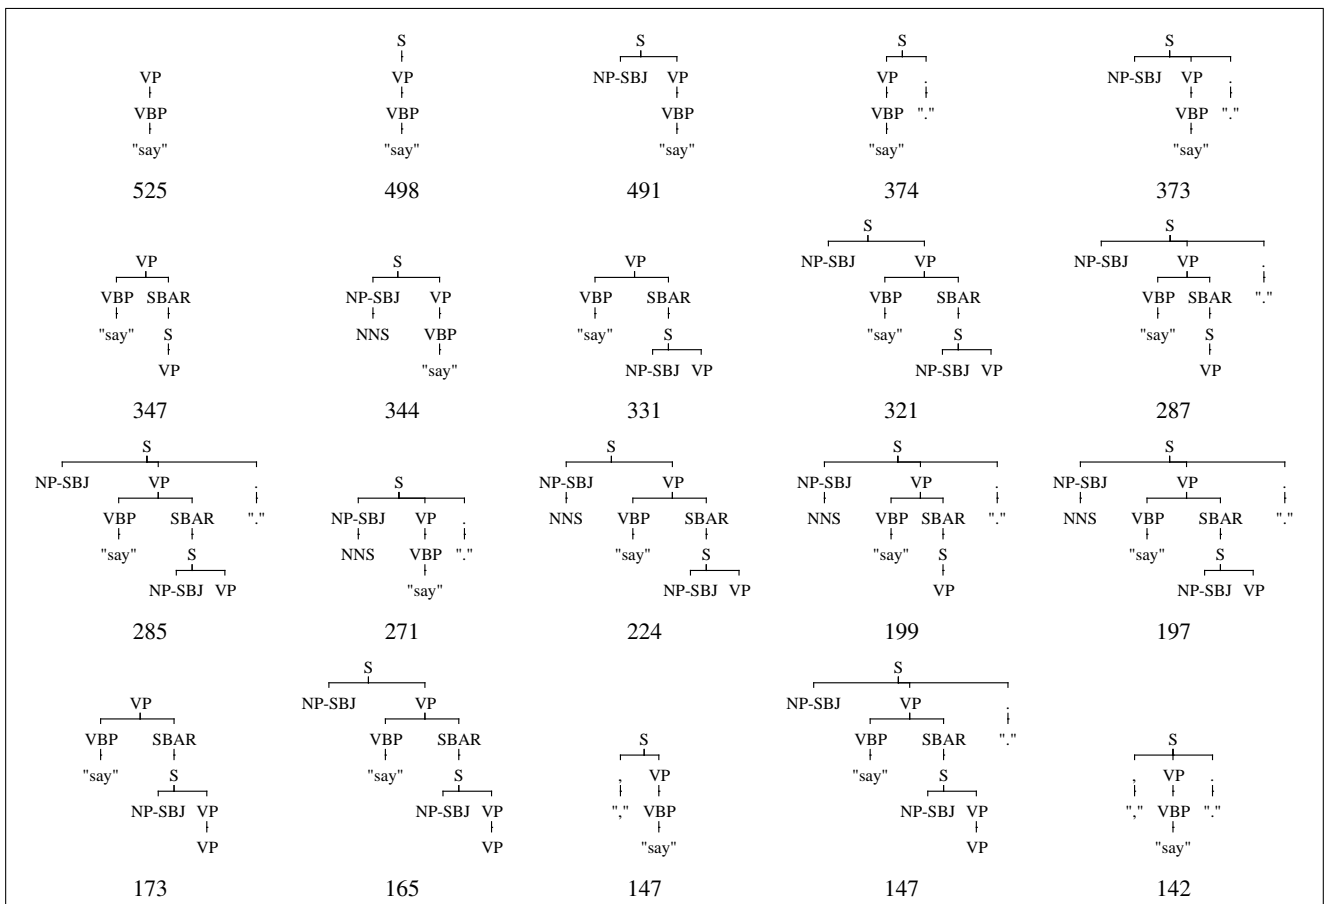 S S S S
VP VP NP-SBJ VP VP . NP-SBJ VP .
VBP VBP VBP VBP "." VBP "."
"say" "say" "say" "say" "say"
525 498 491 374 373
S S
VP S VP NP-SBJ VP NP-SBJ VP .
VBP SBAR NP-SBJ VP VBP SBAR VBP SBAR VBP SBAR "."
"say" S NNS VBP "say" S "say" S "say" S
VP "say" NP-SBJ VP NP-SBJ VP VP
347 344 331 321 287
S S S S
NP-SBJ VP . S NP-SBJ VP NP-SBJ VP . NP-SBJ VP .
VBP SBAR "." NP-SBJ VP . NNS VBP SBAR NNS VBP SBAR "." NNS VBP SBAR "."
"say" S NNS VBP "." "say" S "say" S "say" S
NP-SBJ VP "say" NP-SBJ VP VP NP-SBJ VP
285 271 224 199 197
S S
VP NP-SBJ VP NP-SBJ VP .
VBP SBAR VBP SBAR S VBP SBAR "." S
"say" S "say" S , VP "say" S , VP .
NP-SBJ VP NP-SBJ VP "," VBP NP-SBJ VP "," VBP "."
VP VP "say" VP "say"
173 165 147 147 142